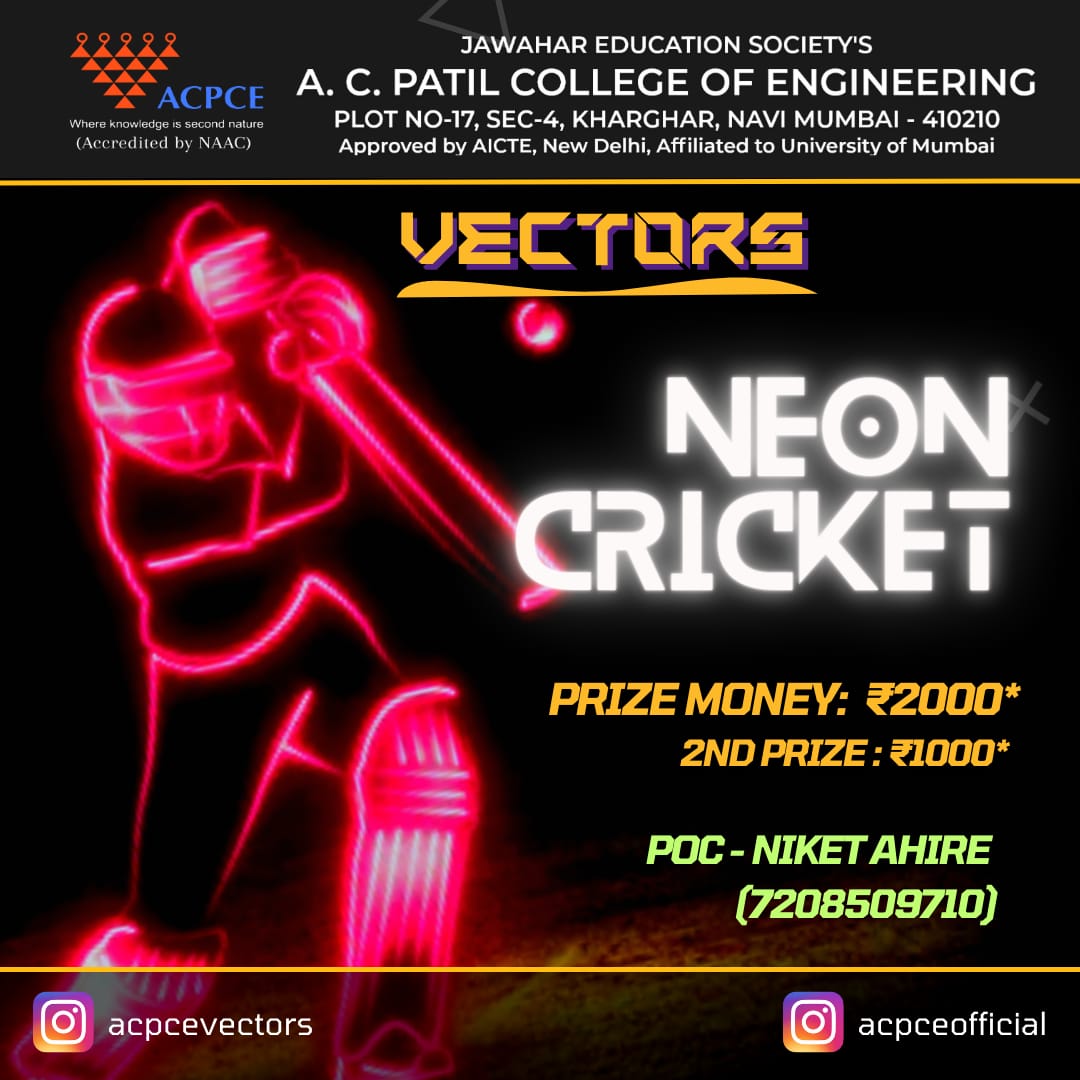 ACPCE
Where knowledge is second nature
(Accredited by NAAC)
JAWAHAR EDUCATION SOCIETY'S
A. C. PATIL COLLEGE OF ENGINEERING
PLOT NO-17, SEC-4, KHARGHAR, NAVI MUMBAI - 410210
Approved by AICTE, New Delhi, Affiliated to University of Mumbai
VECTORS
NEON
CRICKET
PRIZE MONEY: ₹2000*
2ND PRIZE : ₹1000*
POC - NIKET AHIRE
(7208509710)
acpcevectors
acpceofficial